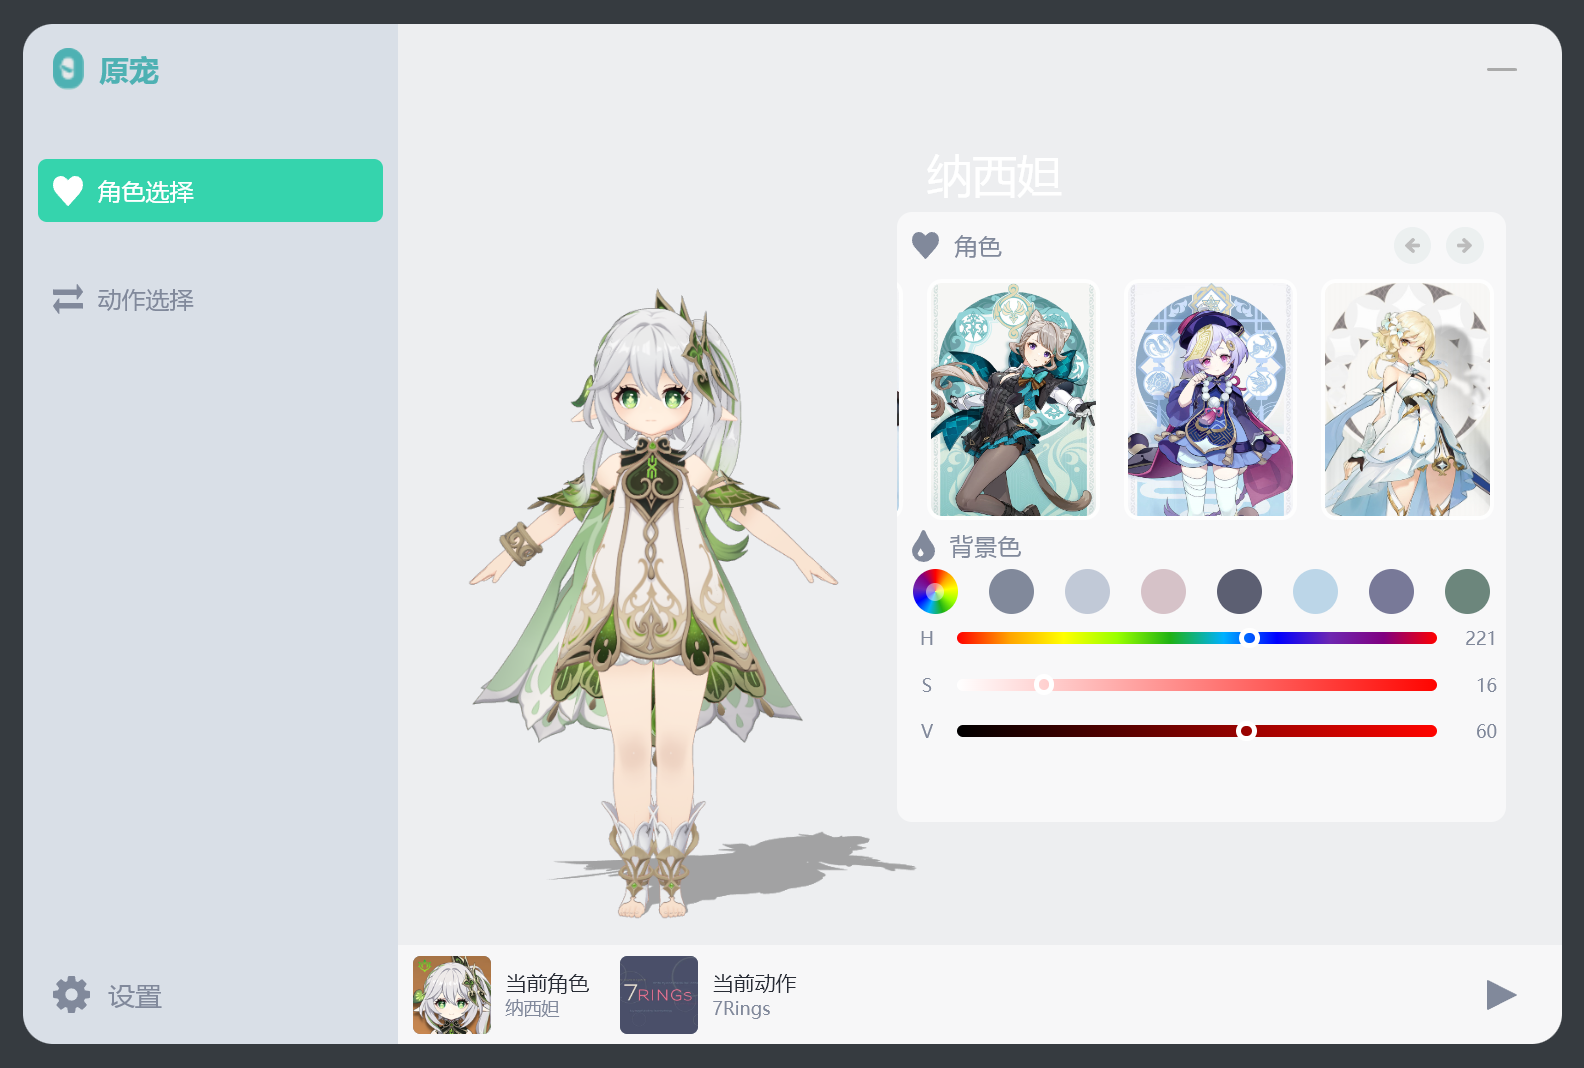 原宠
角色选择
动作选择
设置
纳西妲
角色
背景色
H 221
S 16
V 60
当前角色
纳西妲
7RINGS
当前动作
7Rings